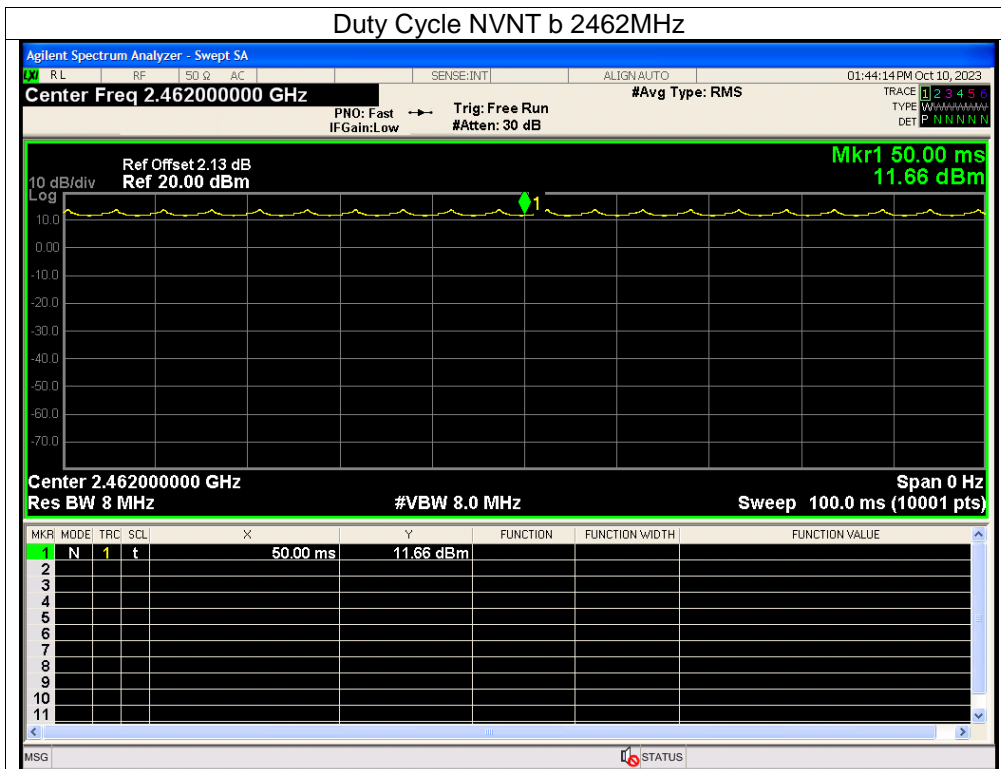 Duty Cycle NVNT b 2462MHz
Agilent Spectrum Analyzer - Swept SA
LXI RL RF 50 Ω AC SENSE:INT ALIGN AUTO 01:44:14 PM Oct 10, 2023
Center Freq 2.462000000 GHz #Avg Type: RMS TRACE 1 2 3 4 5 6
PNO: Fast Trig: Free Run TYPE WWWWWW
IFGain:Low #Atten: 30 dB DET P N N N N N
Mkr1 50.00 ms
Ref Offset 2.13 dB
10 dB/div Ref 20.00 dBm 11.66 dBm
Log
1
10.0
0.00
-10.0
-20.0
-30.0
-40.0
-50.0
-60.0
-70.0
Center 2.462000000 GHz Span 0 Hz
Res BW 8 MHz #VBW 8.0 MHz Sweep 100.0 ms (10001 pts)
MKR MODE TRC SCL X Y FUNCTION FUNCTION WIDTH FUNCTION VALUE
1 N 1 t 50.00 ms 11.66 dBm
2
3
4
5
6
7
8
9
10
11
MSG STATUS